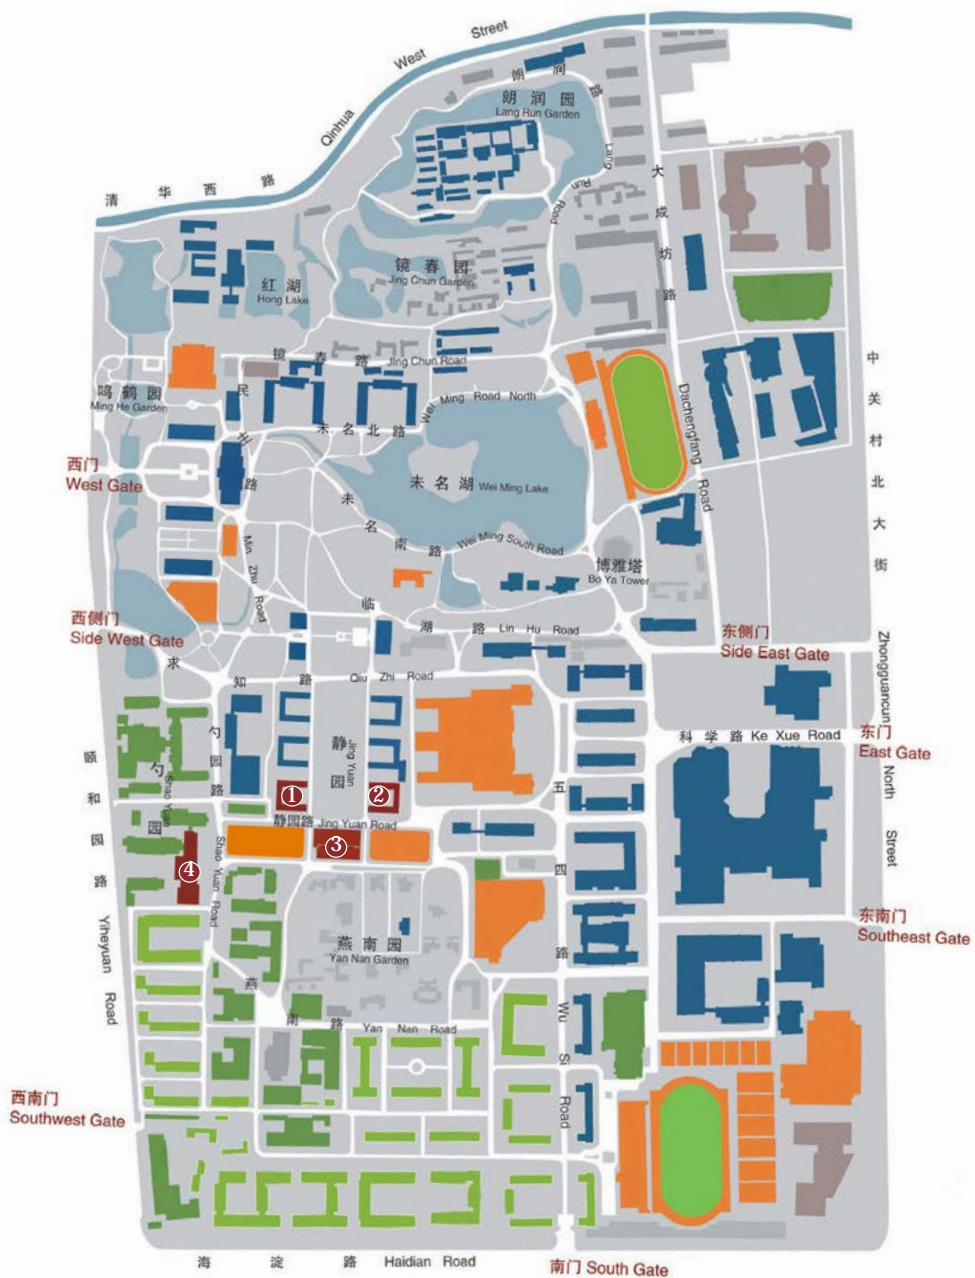 West Street
Qinhua
清 华 西 路
朗 润 路
朗 润 园
Lang Run Garden
Lang Run Road
大 成 坊 路
镜 春 园
Jing Chun Garden
红 湖
Hong Lake
镜 春 路 Jing Chun Road
鸣 鹤 园
Ming He Garden
民 主 路
Wei Ming Road North
未 名 北 路
Dachengfang Road
中 关 村 北 大 街
西门
West Gate
未 名 湖 Wei Ming Lake
未 名 南 路 Wei Ming South Road
Min Zhu Road
博雅塔
Bo Ya Tower
临 湖 路 Lin Hu Road
西侧门
Side West Gate
东侧门
Side East Gate
求 知 路 Qiu Zhi Road
Zhongguancun North Street
科 学 路 Ke Xue Road
东门
East Gate
勺 园 路
静 园
Jing Yuan
勺 园
Shao Yuan
颐 和 园 路
① ②
静园路 Jing Yuan Road
③
④
Shao Yuan Road
五 四 路
东南门
Southeast Gate
燕 南 园
Yan Nan Garden
Yiheyuan Road
燕 南 路 Yan Nan Road
Wu Si Road
西南门
Southwest Gate
海 淀 路 Haidian Road
南门 South Gate